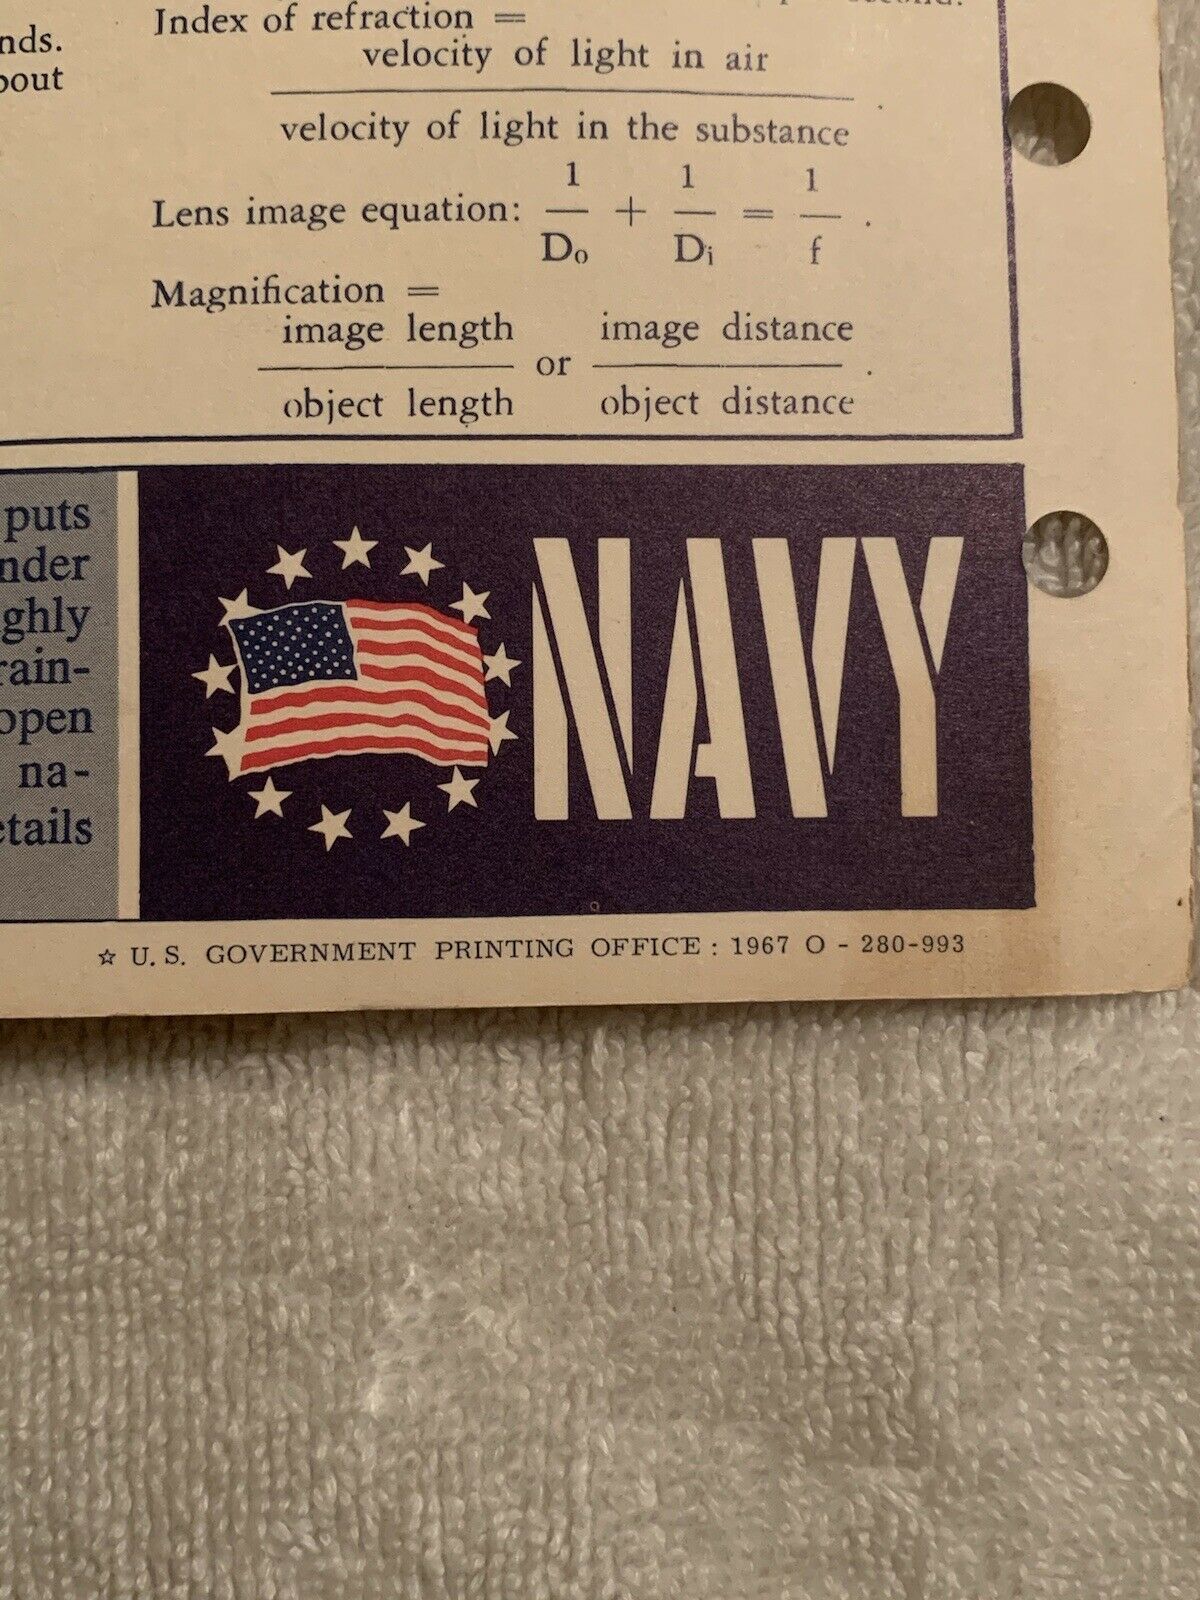 nds.
bout
Index of refraction =
velocity of light in air
velocity of light in the substance
Lens image equation: 1/Do + 1/Di = 1/f .
Magnification =
image length / object length or image distance / object distance .
puts
nder
ghly
rain-
open
na-
etails
NAVY
☆ U.S. GOVERNMENT PRINTING OFFICE : 1967 O - 280-993